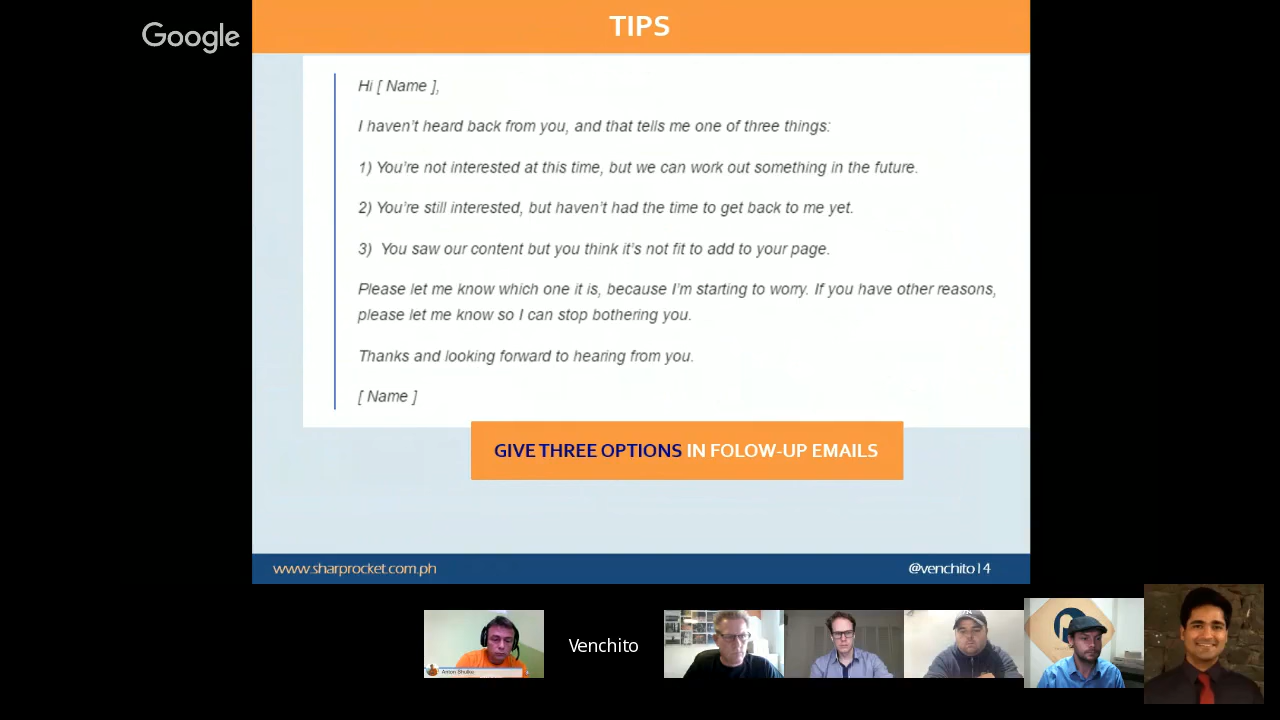 Google
TIPS
Hi [ Name ],
I haven't heard back from you, and that tells me one of three things:
1) You're not interested at this time, but we can work out something in the future.
2) You're still interested, but haven't had the time to get back to me yet.
3) You saw our content but you think it's not fit to add to your page.
Please let me know which one it is, because I'm starting to worry. If you have other reasons,
please let me know so I can stop bothering you.
Thanks and looking forward to hearing from you.
[ Name ]
GIVE THREE OPTIONS IN FOLOW-UP EMAILS
www.sharprocket.com.ph
@venchito14
Anton Shulke
Venchito